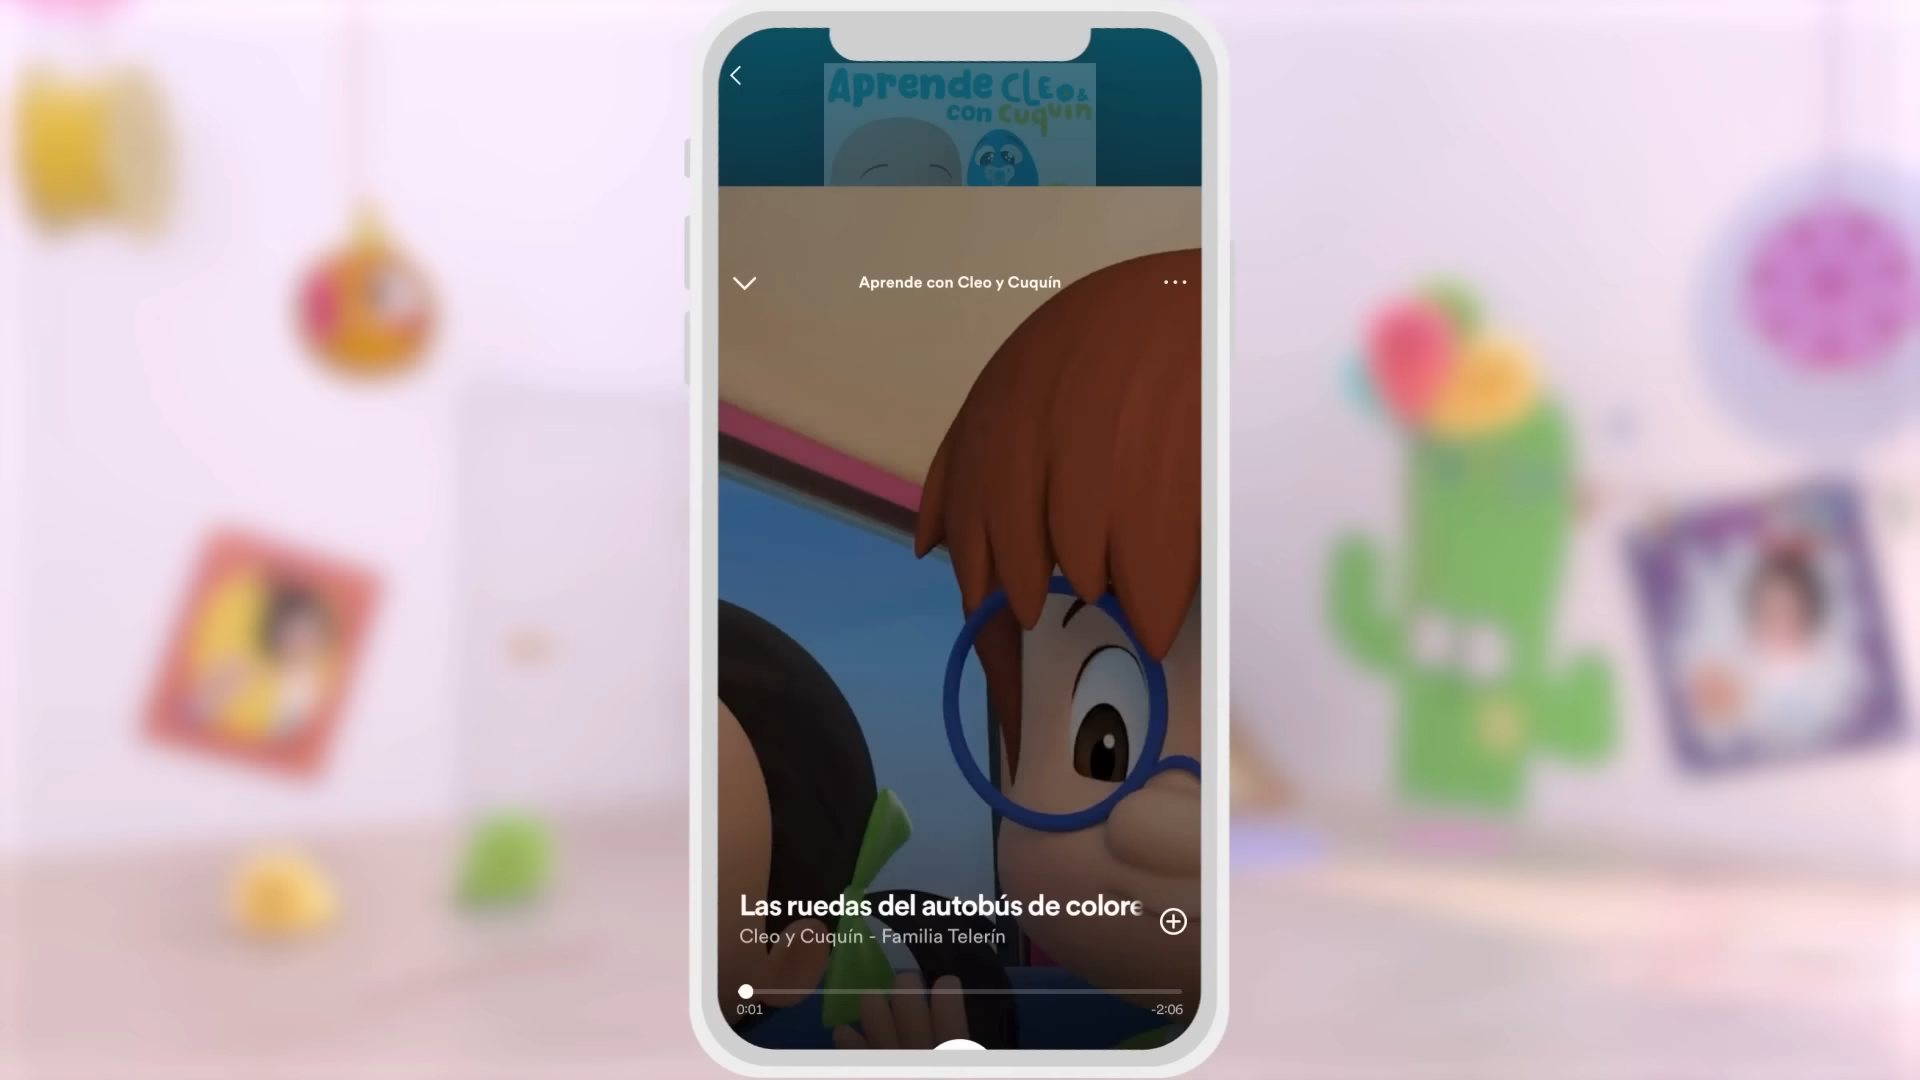 Aprende CLEO &
con cuquín
Aprende con Cleo y Cuquín
Las ruedas del autobús de colore
Cleo y Cuquín - Familia Telerín
0:01
-2:06